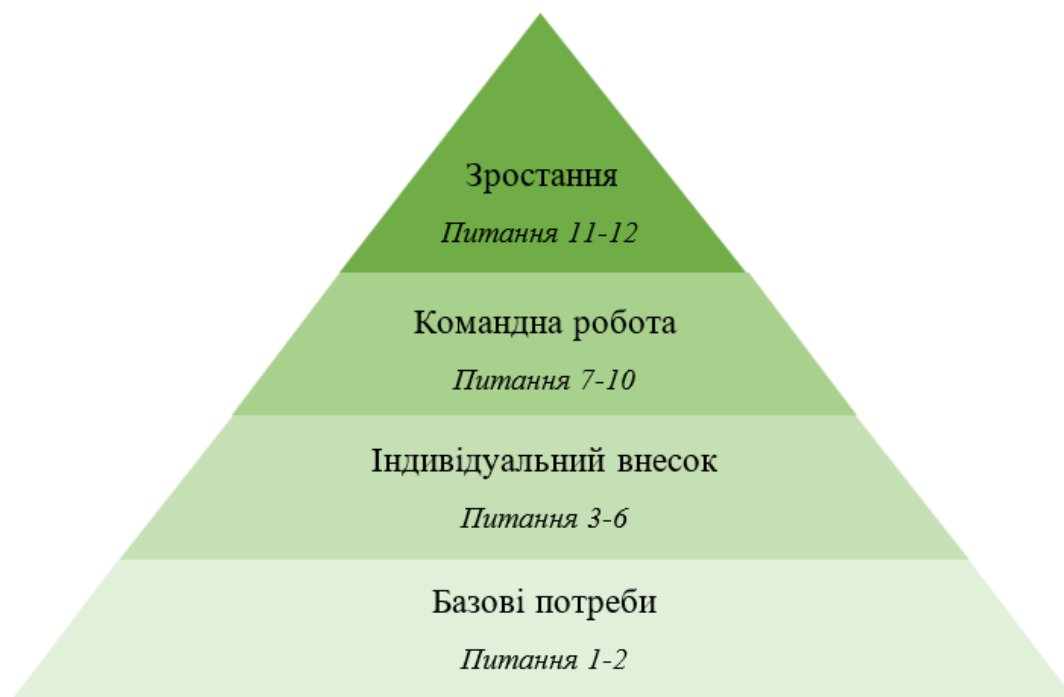 Зростання
Питання 11-12
Командна робота
Питання 7-10
Індивідуальний внесок
Питання 3-6
Базові потреби
Питання 1-2